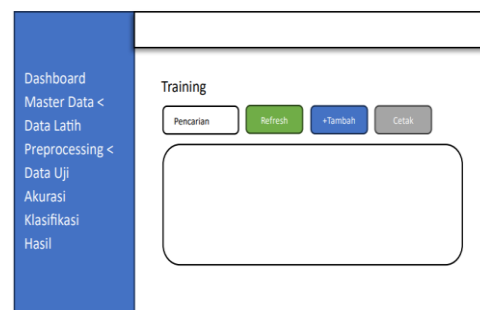 Dashboard
Master Data <
Data Latih
Preprocessing <
Data Uji
Akurasi
Klasifikasi
Hasil
Training
Pencarian
Refresh
+Tambah
Cetak